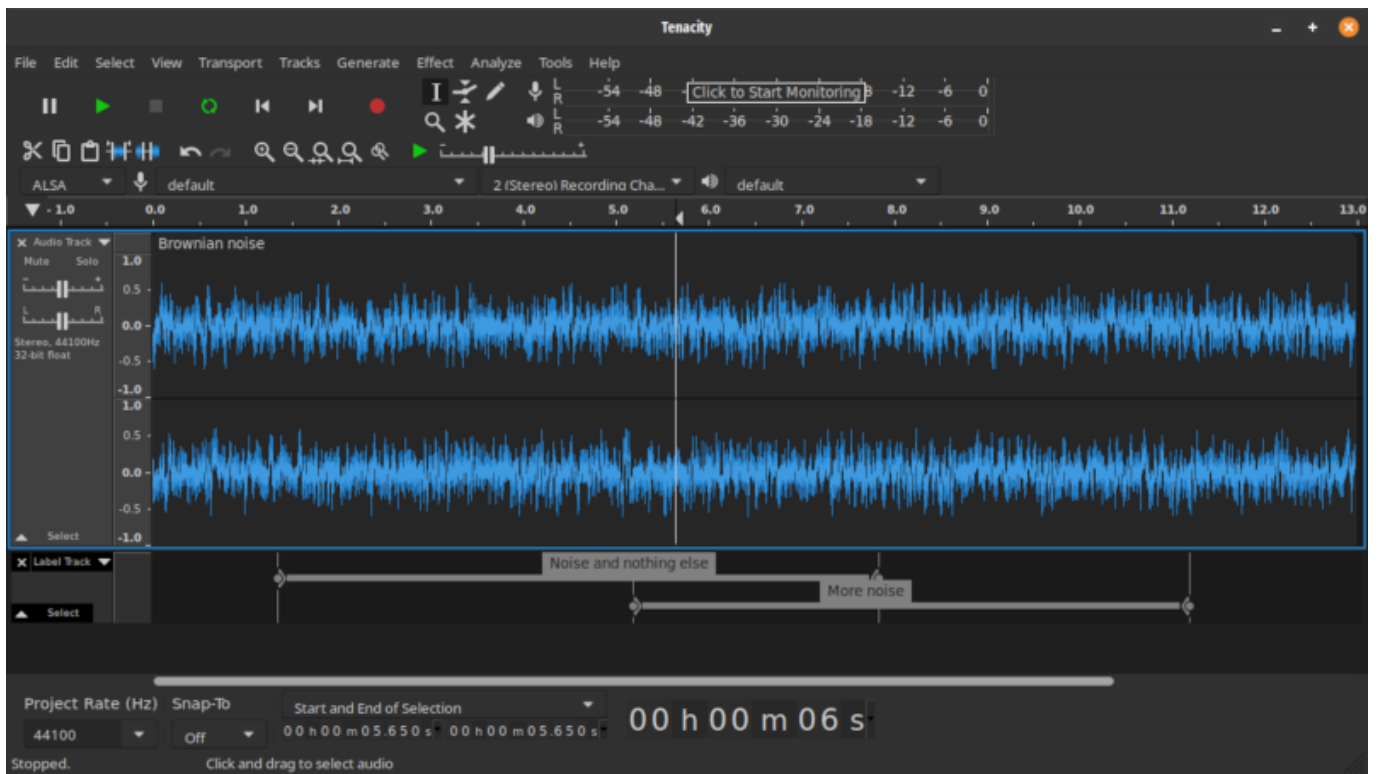 Tenacity
File Edit Select View Transport Tracks Generate Effect Analyze Tools Help
L -54 -48 Click to Start Monitoring -12 -6 0
R
L -54 -48 -42 -36 -30 -24 -18 -12 -6 0
R
ALSA default 2 (Stereo) Recording Cha... default
-1.0 0.0 1.0 2.0 3.0 4.0 5.0 6.0 7.0 8.0 9.0 10.0 11.0 12.0 13.0
Audio Track
Brownian noise
Mute Solo
L R
Stereo, 44100Hz
32-bit float
Select
1.0
0.5
0.0
-0.5
-1.0
1.0
0.5
0.0
-0.5
-1.0
Label Track
Select
Noise and nothing else
More noise
Project Rate (Hz) Snap-To Start and End of Selection
44100 Off 00 h 00 m 05.650 s 00 h 00 m 05.650 s
00 h 00 m 06 s
Stopped. Click and drag to select audio